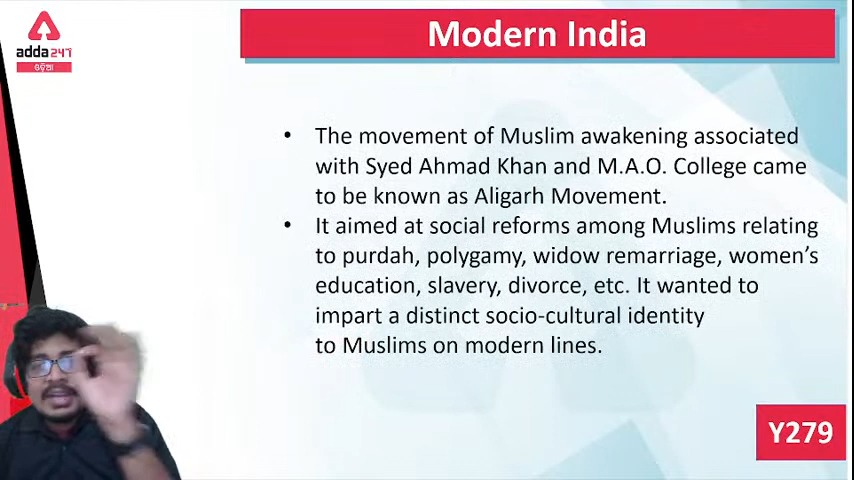 Modern India
adda247
ଓଡ଼ିଆ
• The movement of Muslim awakening associated
with Syed Ahmad Khan and M.A.O. College came
to be known as Aligarh Movement.
• It aimed at social reforms among Muslims relating
to purdah, polygamy, widow remarriage, women's
education, slavery, divorce, etc. It wanted to
impart a distinct socio-cultural identity
to Muslims on modern lines.
Y279